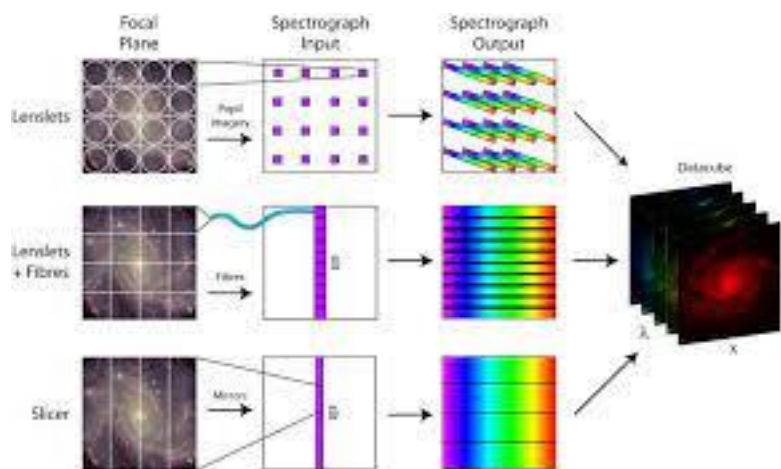 Focal
Plane
Spectrograph
Input
Spectrograph
Output
Lenslets
Pupil
imagery
Datacube
Lenslets
+ Fibres
Fibres
λ
x
Slicer
Mirrors